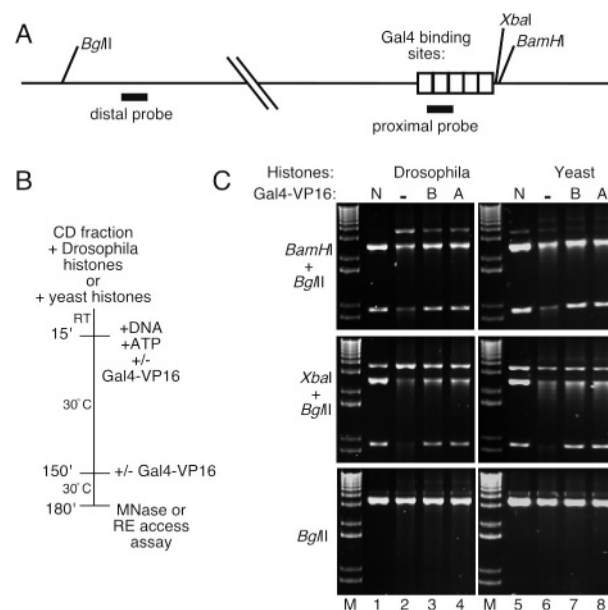 A
BglII
distal probe
Gal4 binding
sites:
XbaI
BamHI
proximal probe
B
CD fraction
+ Drosophila
histones
or
+ yeast histones
RT
15'
+DNA
+ATP
+/-
Gal4-VP16
30°C
150'
+/- Gal4-VP16
30°C
180'
MNase or
RE access
assay
C
Histones: Drosophila Yeast
Gal4-VP16: N - B A N - B A
BamHI
+
BglII
XbaI
+
BglII
BglII
M 1 2 3 4 M 5 6 7 8